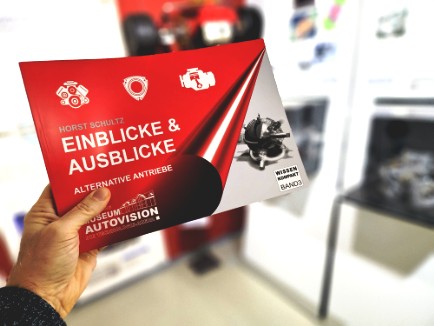 HORST SCHULTZ
EINBLICKE &
AUSBLICKE
ALTERNATIVE ANTRIEBE
MUSEUM
AUTOVISION
WISSEN
KOMPAKT
BAND3